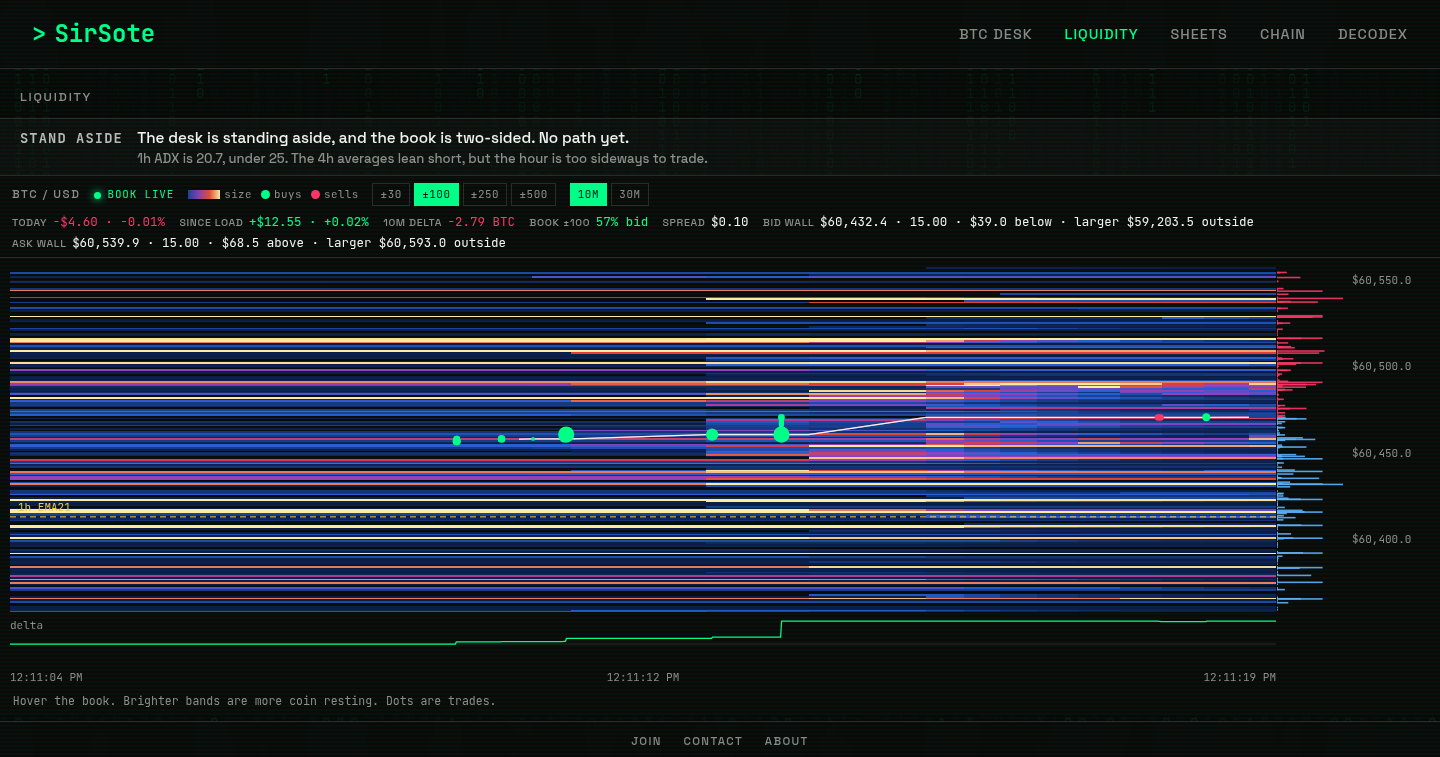 > SirSote
BTC DESK LIQUIDITY SHEETS CHAIN DECODEX
LIQUIDITY
STAND ASIDE The desk is standing aside, and the book is two-sided. No path yet.
1h ADX is 20.7, under 25. The 4h averages lean short, but the hour is too sideways to trade.
BTC / USD BOOK LIVE size buys sells ±30 ±100 ±250 ±500 10M 30M
TODAY -$4.60 · -0.01% SINCE LOAD +$12.55 · +0.02% 10M DELTA -2.79 BTC BOOK ±100 57% bid SPREAD $0.10 BID WALL $60,432.4 · 15.00 · $39.0 below · larger $59,203.5 outside
ASK WALL $60,539.9 · 15.00 · $68.5 above · larger $60,593.0 outside
$60,550.0
$60,500.0
$60,450.0
1h EMA21
$60,400.0
delta
12:11:04 PM 12:11:12 PM 12:11:19 PM
Hover the book. Brighter bands are more coin resting. Dots are trades.
JOIN CONTACT ABOUT